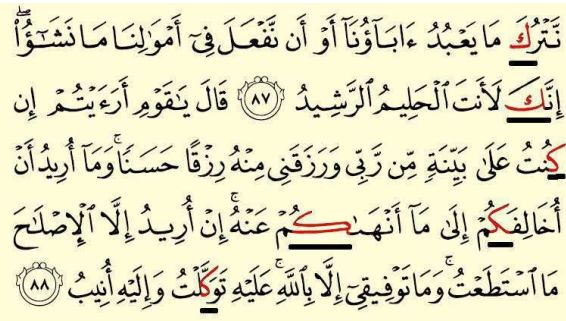 نَّتْرُكَ مَا يَعْبُدُ ءَابَآؤُنَآ أَوْ أَن نَّفْعَلَ فِىٓ أَمْوَٰلِنَا مَا نَشَـٰٓؤُا۟ ۖ
إِنَّكَ لَأَنتَ ٱلْحَلِيمُ ٱلرَّشِيدُ ﴿٨٧﴾ قَالَ يَـٰقَوْمِ أَرَءَيْتُمْ إِن
كُنتُ عَلَىٰ بَيِّنَةٍ مِّن رَّبِّى وَرَزَقَنِى مِنْهُ رِزْقًا حَسَنًا ۚ وَمَآ أُرِيدُ أَنْ
أُخَالِفَكُمْ إِلَىٰ مَآ أَنْهَىٰكُمْ عَنْهُ ۚ إِنْ أُرِيدُ إِلَّا ٱلْإِصْلَـٰحَ
مَا ٱسْتَطَعْتُ ۚ وَمَا تَوْفِيقِىٓ إِلَّا بِٱللَّهِ ۚ عَلَيْهِ تَوَكَّلْتُ وَإِلَيْهِ أُنِيبُ ﴿٨٨﴾